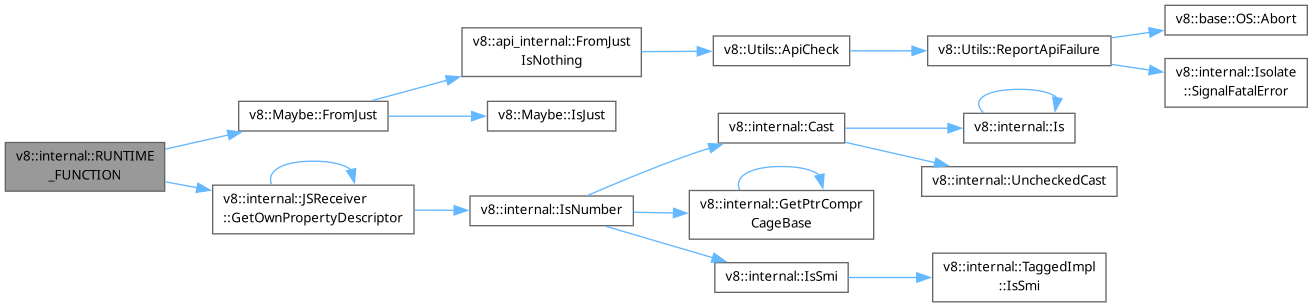 v8::internal::RUNTIME
_FUNCTION
v8::Maybe::FromJust
v8::api_internal::FromJust
IsNothing
v8::Utils::ApiCheck
v8::Utils::ReportApiFailure
v8::base::OS::Abort
v8::internal::Isolate
::SignalFatalError
v8::Maybe::IsJust
v8::internal::JSReceiver
::GetOwnPropertyDescriptor
v8::internal::IsNumber
v8::internal::Cast
v8::internal::Is
v8::internal::UncheckedCast
v8::internal::GetPtrCompr
CageBase
v8::internal::IsSmi
v8::internal::TaggedImpl
::IsSmi